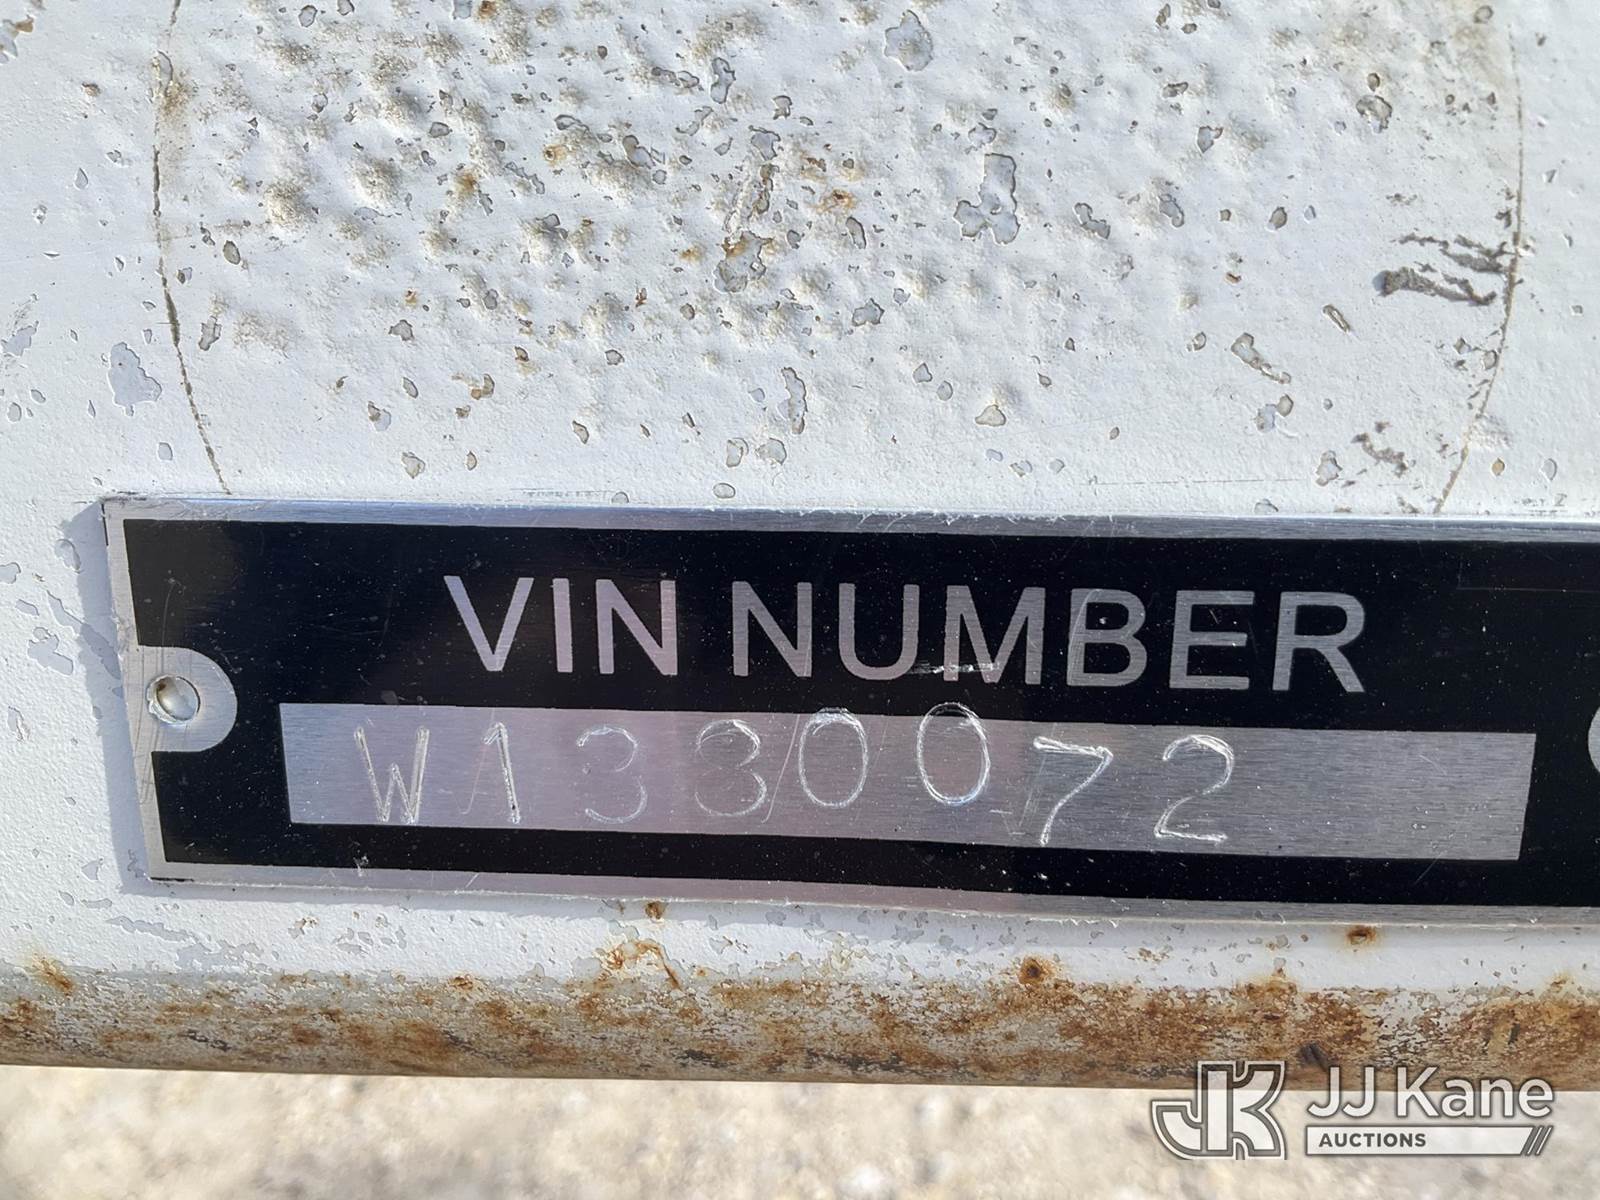 VIN NUMBER
W1330072
JJ Kane
AUCTIONS